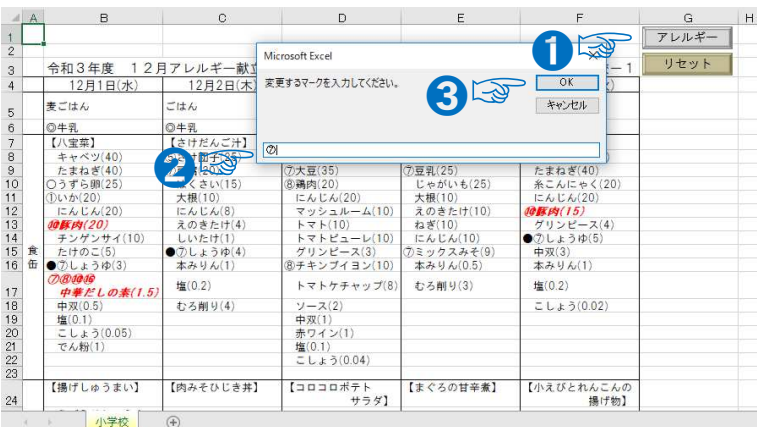 A B C D E F G H
1 アレルギー
2
3 令和3年度 12月アレルギー献立 ー1 リセット
4 12月1日(水) 12月2日(木)
5 麦ごはん ごはん
6 ◎牛乳 ◎牛乳
7 【八宝菜】 【さけだんご汁】
8 キャベツ(40)
9 たまねぎ(40) ⑦大豆(35) ⑦豆乳(25) たまねぎ(40)
10 ○うずら卵(25) くさい(15) ⑧鶏肉(20) じゃがいも(25) 糸こんにゃく(20)
11 ①いか(20) 大根(10) にんじん(20) 大根(10) にんじん(20)
12 にんじん(20) にんじん(8) マッシュルーム(10) えのきたけ(10) ⑩豚肉(15)
13 ⑩豚肉(20) えのきたけ(4) トマト(10) ねぎ(10) グリンピース(4)
14 チンゲンサイ(10) しいたけ(1) トマトピューレ(10) にんじん(10) ●⑦しょうゆ(5)
15 食 たけのこ(5) ●⑦しょうゆ(4) グリンピース(3) ⑦ミックスみそ(9) 中双(3)
16 缶 ●⑦しょうゆ(3) 本みりん(1) ⑧チキンブイヨン(10) 本みりん(0.5) 本みりん(1)
⑦⑧⑩⑯
17 中華だしの素(1.5) 塩(0.2) トマトケチャップ(8) むろ削り(3) 塩(0.2)
18 中双(0.5) むろ削り(4) ソース(2) こしょう(0.02)
19 塩(0.1) 中双(1)
20 こしょう(0.05) 赤ワイン(1)
21 でん粉(1) 塩(0.1)
22 こしょう(0.04)
23
【揚げしゅうまい】 【肉みそひじき丼】 【コロコロポテト 【まぐろの甘辛煮】 【小えびとれんこんの
24 サラダ】 揚げ物】
小学校
Microsoft Excel
変更するマークを入力してください。
OK
キャンセル
⑦
1
2
3